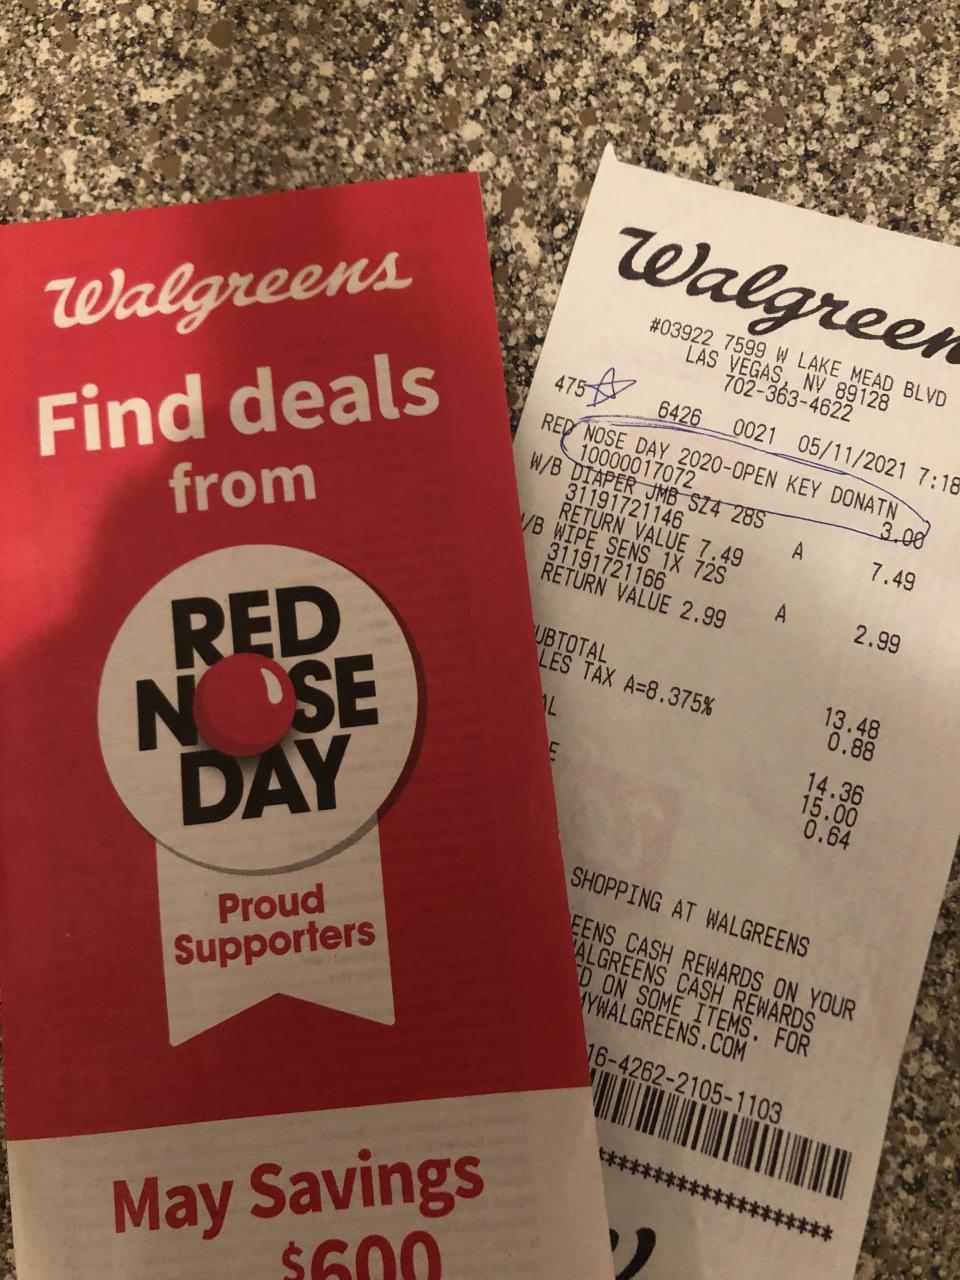 Walgreens
Find deals
from
RED
NOSE
DAY
Proud
Supporters
May Savings
$600
Walgreen
#03922 7599 W LAKE MEAD BLVD
LAS VEGAS, NV 89128
702-363-4622
475 6426 0021 05/11/2021 7:18
RED NOSE DAY 2020-OPEN KEY DONATN
10000017072 3.00
W/B DIAPER JMB SZ4 28S
31191721146 A 7.49
RETURN VALUE 7.49
/B WIPE SENS 1X 72S
31191721166 A 2.99
RETURN VALUE 2.99
UBTOTAL 13.48
LES TAX A=8.375% 0.88
AL 14.36
15.00
E 0.64
SHOPPING AT WALGREENS
EENS CASH REWARDS ON YOUR
ALGREENS CASH REWARDS
D ON SOME ITEMS. FOR
MYWALGREENS.COM
16-4262-2105-1103
************************